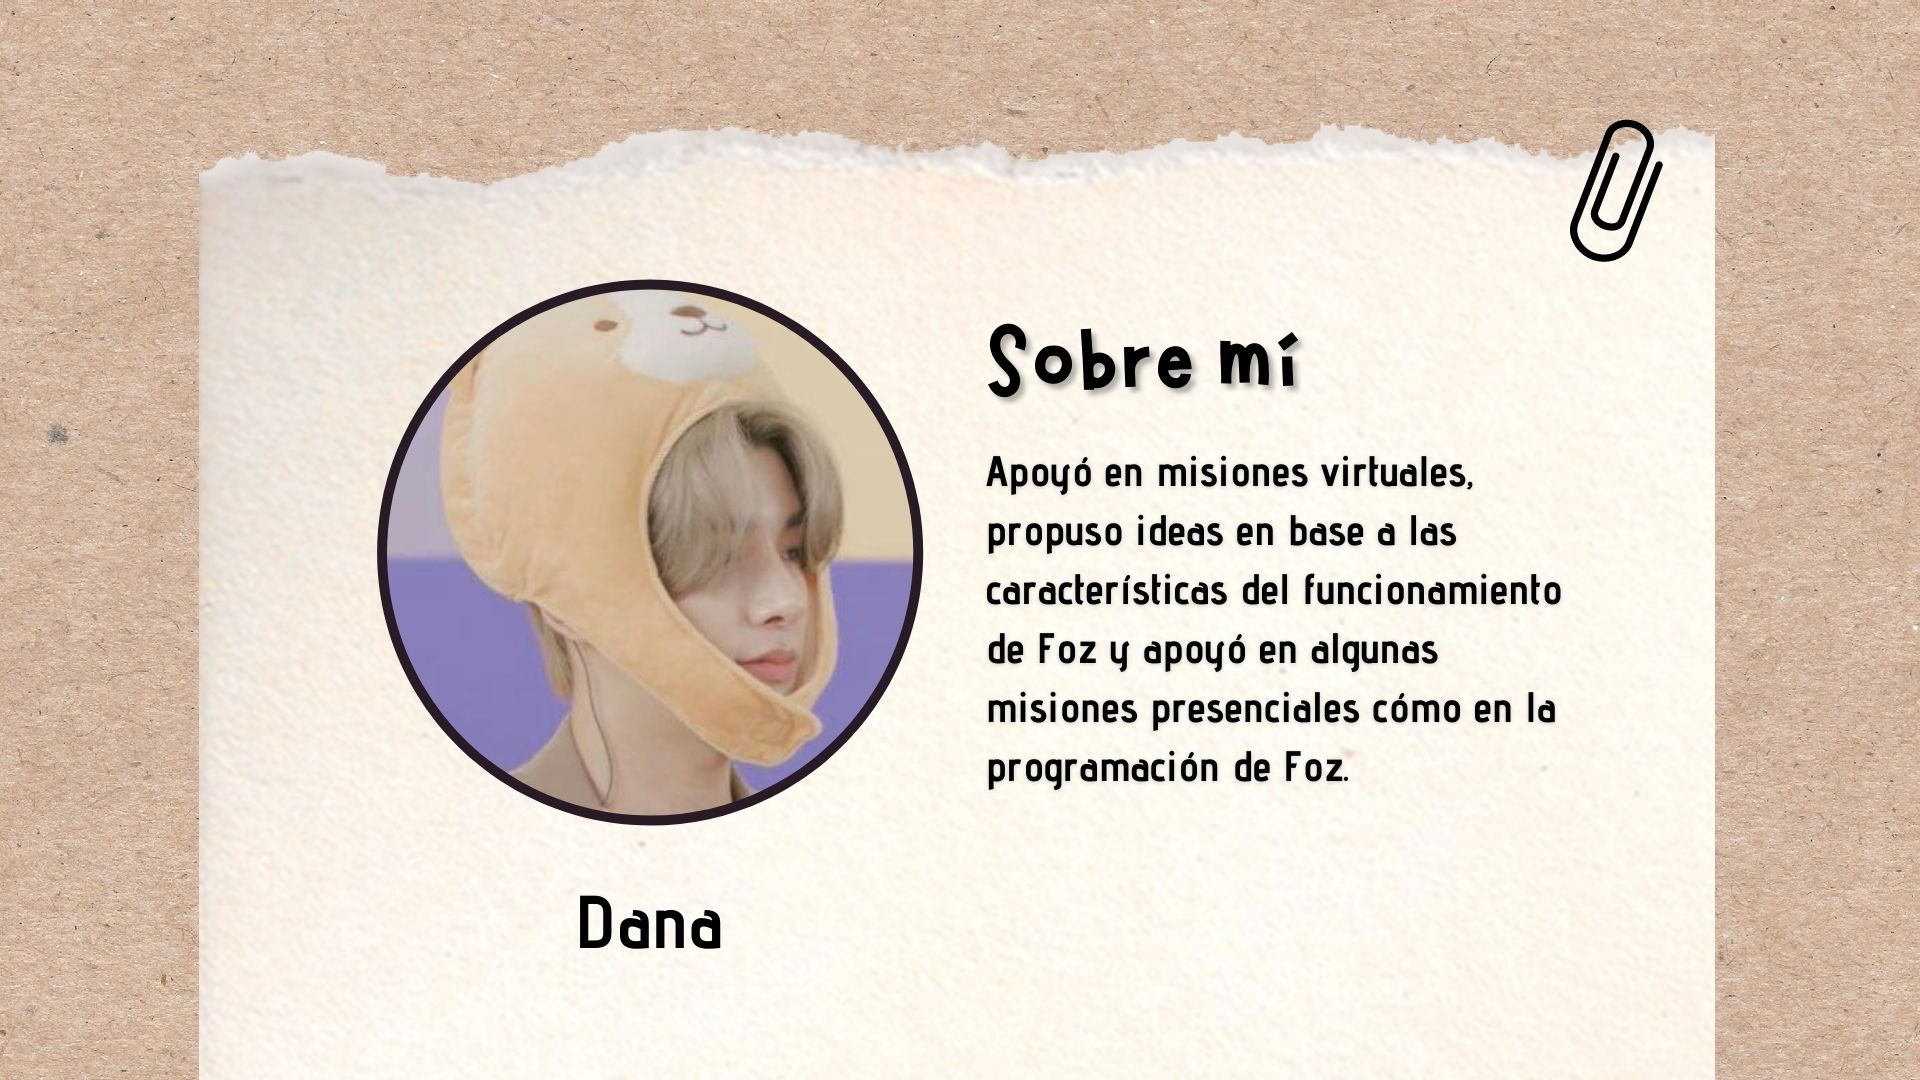 Sobre mí
Apoyó en misiones virtuales,
propuso ideas en base a las
características del funcionamiento
de Foz y apoyó en algunas
misiones presenciales cómo en la
programación de Foz.
Dana